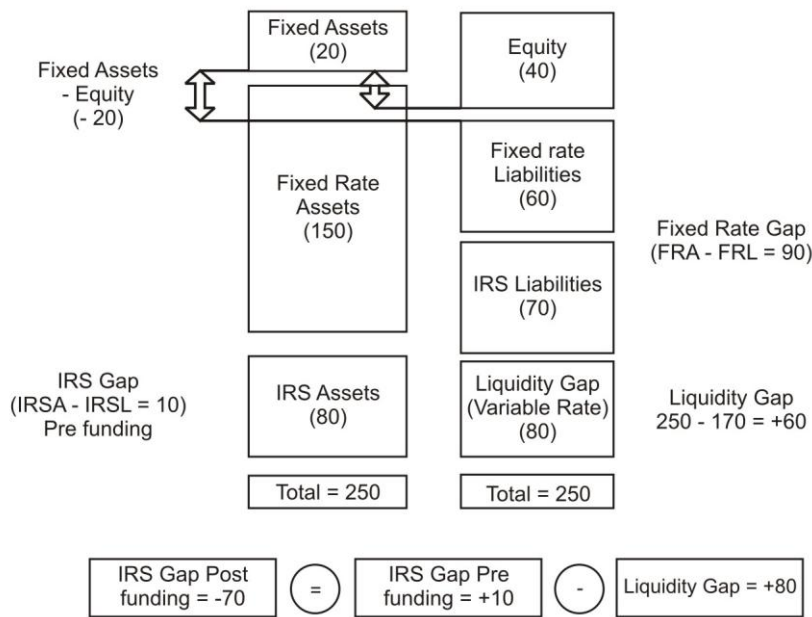 Fixed Assets
(20)
Equity
(40)
Fixed Assets
- Equity
(- 20)
Fixed Rate
Assets
(150)
Fixed rate
Liabilities
(60)
Fixed Rate Gap
(FRA - FRL = 90)
IRS Liabilities
(70)
IRS Gap
(IRSA - IRSL = 10)
Pre funding
IRS Assets
(80)
Liquidity Gap
(Variable Rate)
(80)
Liquidity Gap
250 - 170 = +60
Total = 250
Total = 250
IRS Gap Post
funding = -70
=
IRS Gap Pre
funding = +10
-
Liquidity Gap = +80